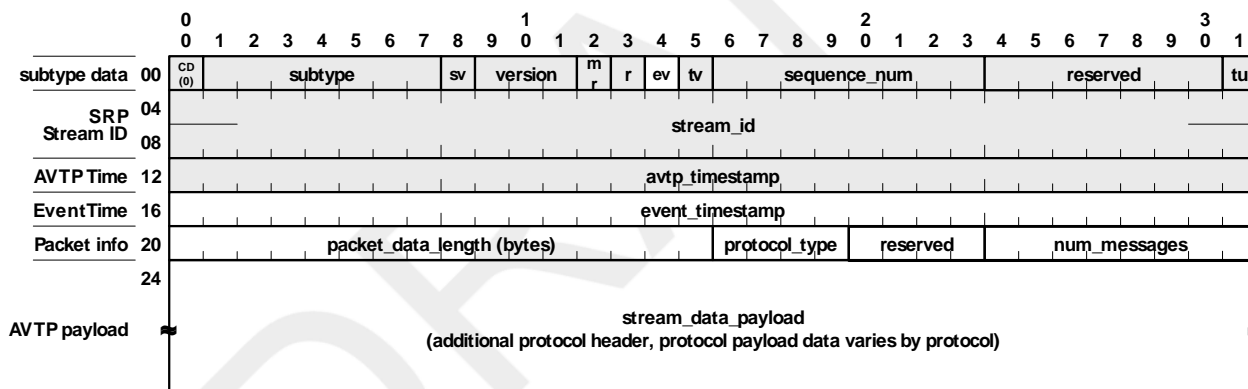 0 1 2 3
0 1 2 3 4 5 6 7 8 9 0 1 2 3 4 5 6 7 8 9 0 1 2 3 4 5 6 7 8 9 0 1
subtype data 00 CD (0) subtype sv version m r r ev tv sequence_num reserved tu
SRP Stream ID 04 08 stream_id
AVTP Time 12 avtp_timestamp
Event Time 16 event_timestamp
Packet info 20 packet_data_length (bytes) protocol_type reserved num_messages
24
AVTP payload ≈ stream_data_payload
(additional protocol header, protocol payload data varies by protocol)